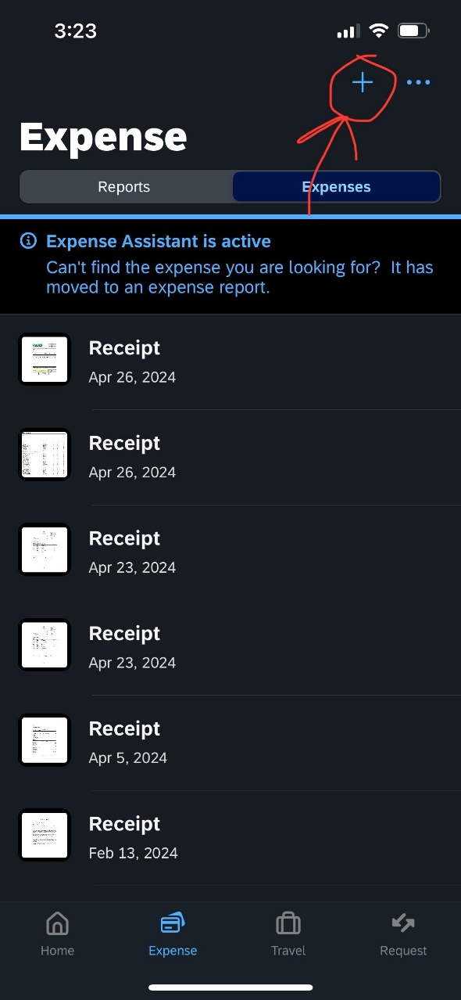 3:23
Expense
Reports
Expenses
Expense Assistant is active
Can't find the expense you are looking for?  It has
moved to an expense report.
Receipt
Apr 26, 2024
Receipt
Apr 26, 2024
Receipt
Apr 23, 2024
Receipt
Apr 23, 2024
Receipt
Apr 5, 2024
Receipt
Feb 13, 2024
Home
Expense
Travel
Request